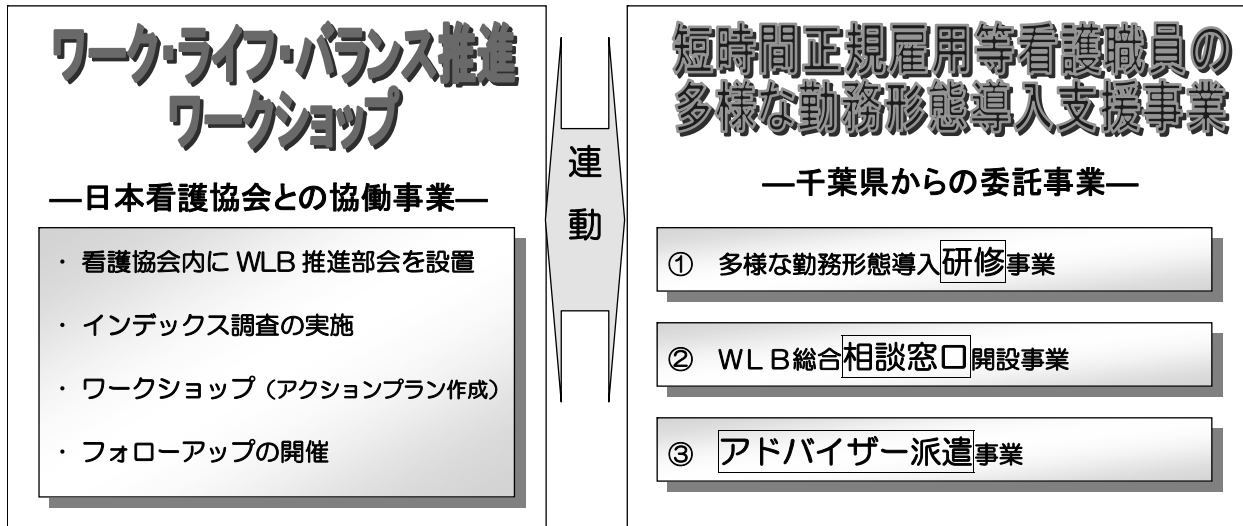 ワーク・ライフ・バランス推進
ワークショップ
―日本看護協会との協働事業―
・ 看護協会内に WLB 推進部会を設置
・ インデックス調査の実施
・ ワークショップ（アクションプラン作成）
・ フォローアップの開催
連
動
短時間正規雇用等看護職員の
多様な勤務形態導入支援事業
―千葉県からの委託事業―
① 多様な勤務形態導入研修事業
② WLB総合相談窓口開設事業
③ アドバイザー派遣事業